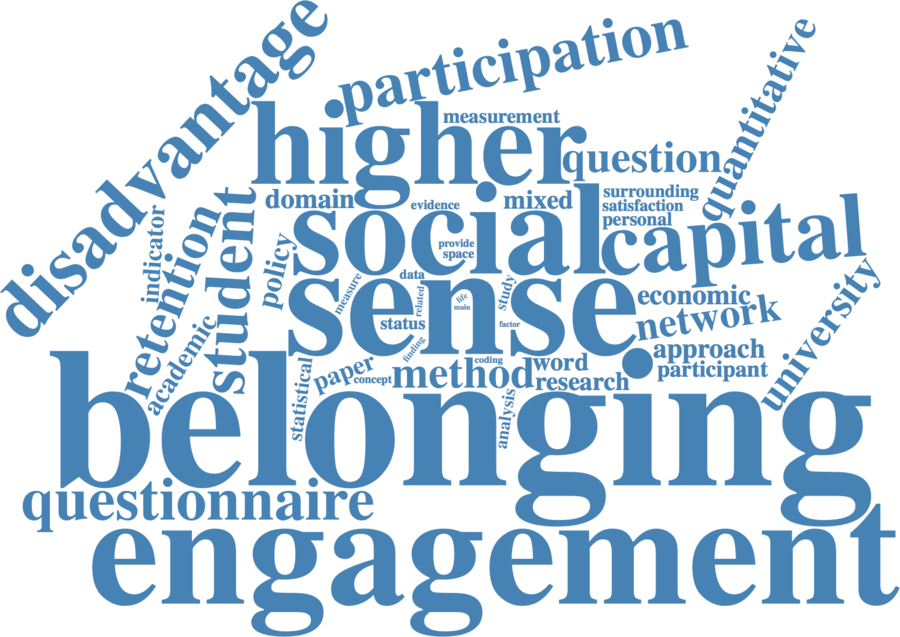 disadvantage
participation
quantitative
higher
measurement
question
domain
evidence
mixed
surrounding
satisfaction
personal
indicator
retention
student
policy
social
capital
provide
space
data
measure
related
life
main
study
sense
economic
network
university
academic
status
factor
finding
approach
participant
statistical
paper
concept
method
coding
word
research
analysis
belonging
questionnaire
engagement